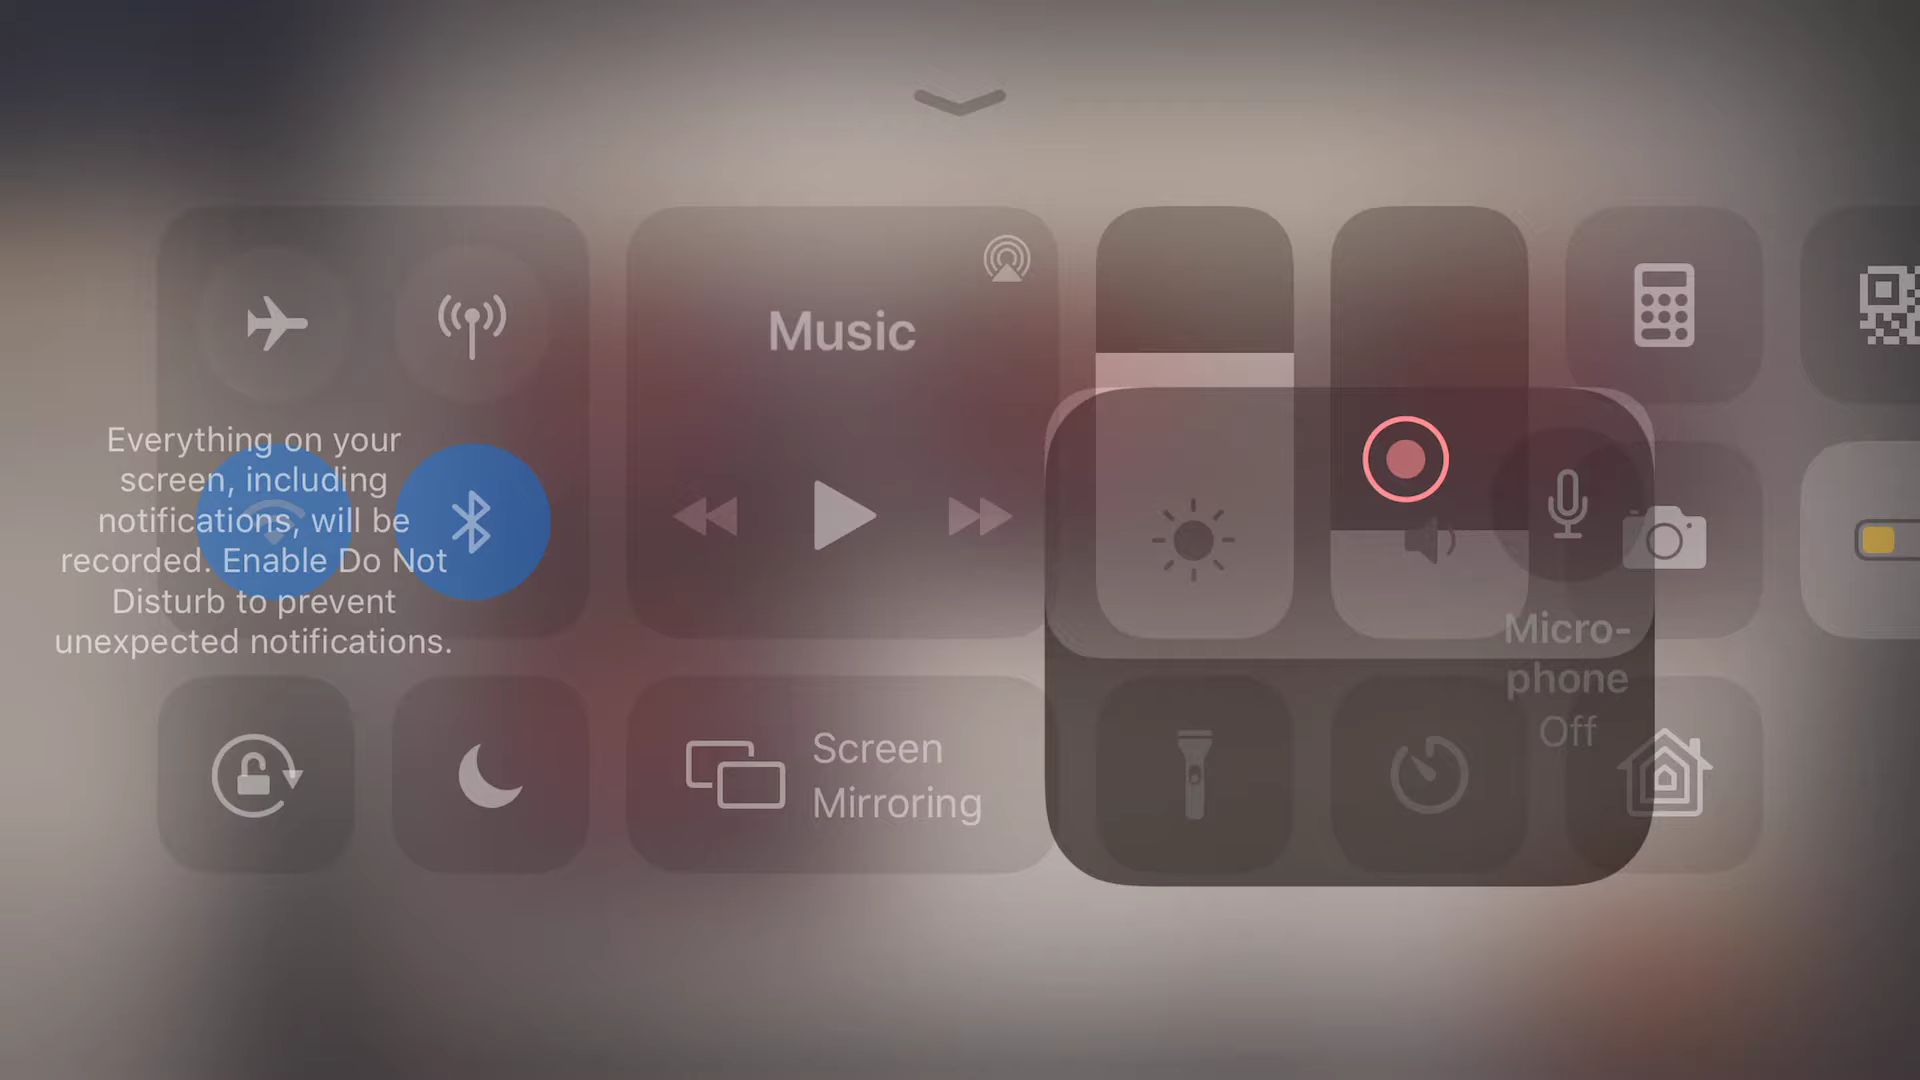 Music
Everything on your
screen, including
notifications, will be
recorded. Enable Do Not
Disturb to prevent
unexpected notifications.
Micro-
phone
Off
Screen
Mirroring